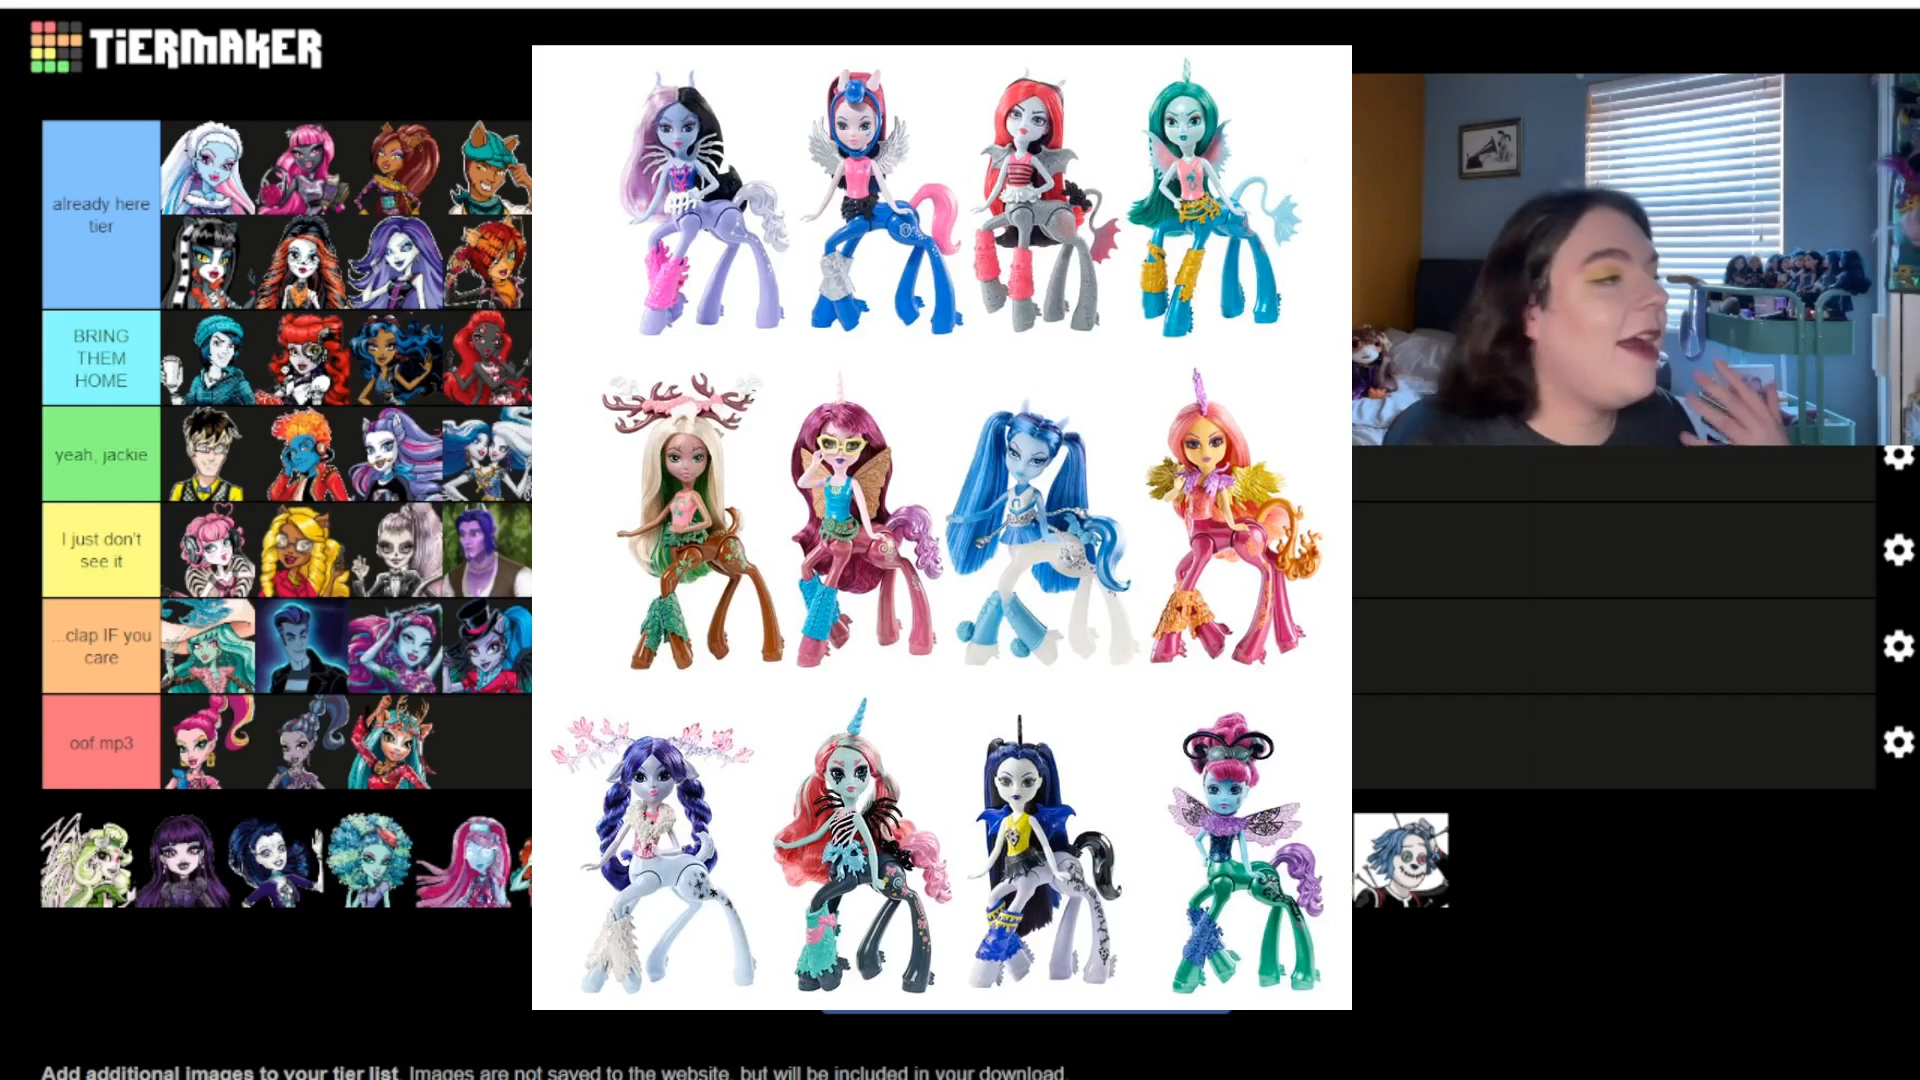 TiERMAKER
already here
tier
BRING
THEM
HOME
yeah, jackie
I just don't
see it
...clap IF you
care
oof mp3
Add additional images to your tier list. Images are not saved to the website, but will be included in your download.